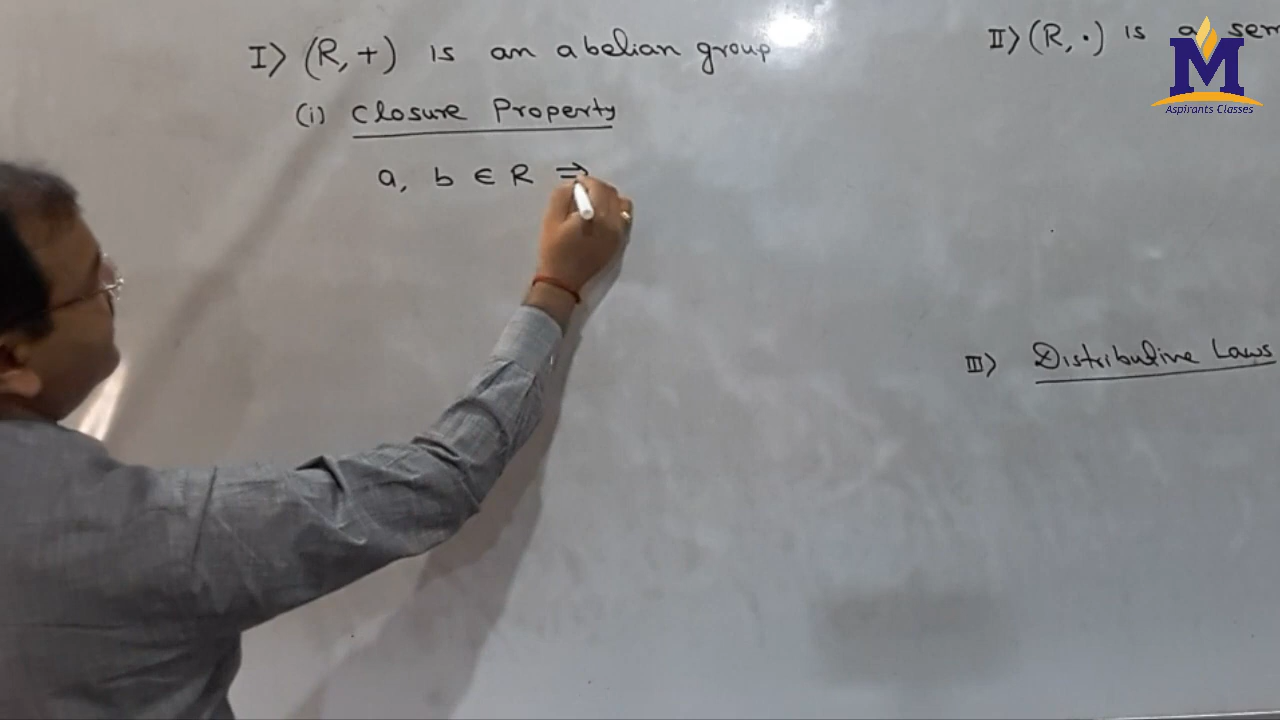 I) (R, +) is an abelian group
(i) Closure Property
a, b ∈ R ⇒
II) (R, ·) is a sem
III) Distributive Laws
M
Aspirants Classes